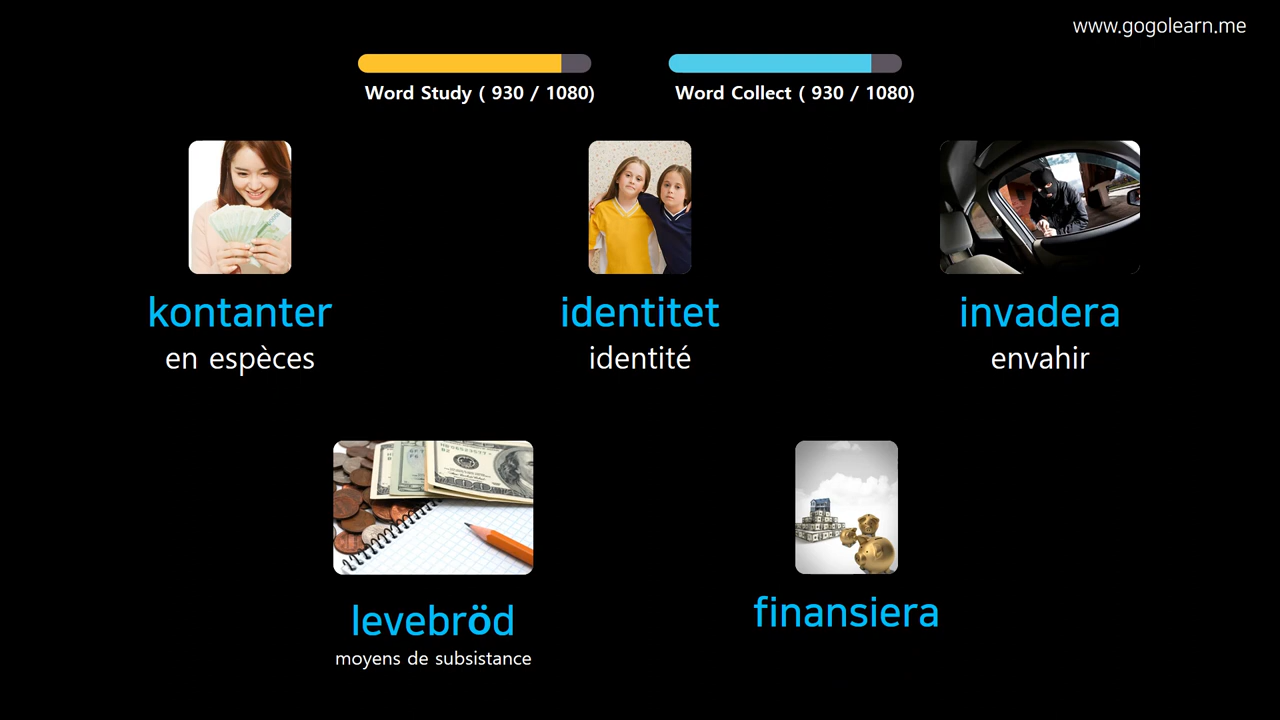 www.gogolearn.me
Word Study ( 930 / 1080)
Word Collect ( 930 / 1080)
kontanter
en espèces
identitet
identité
invadera
envahir
levebröd
moyens de subsistance
finansiera